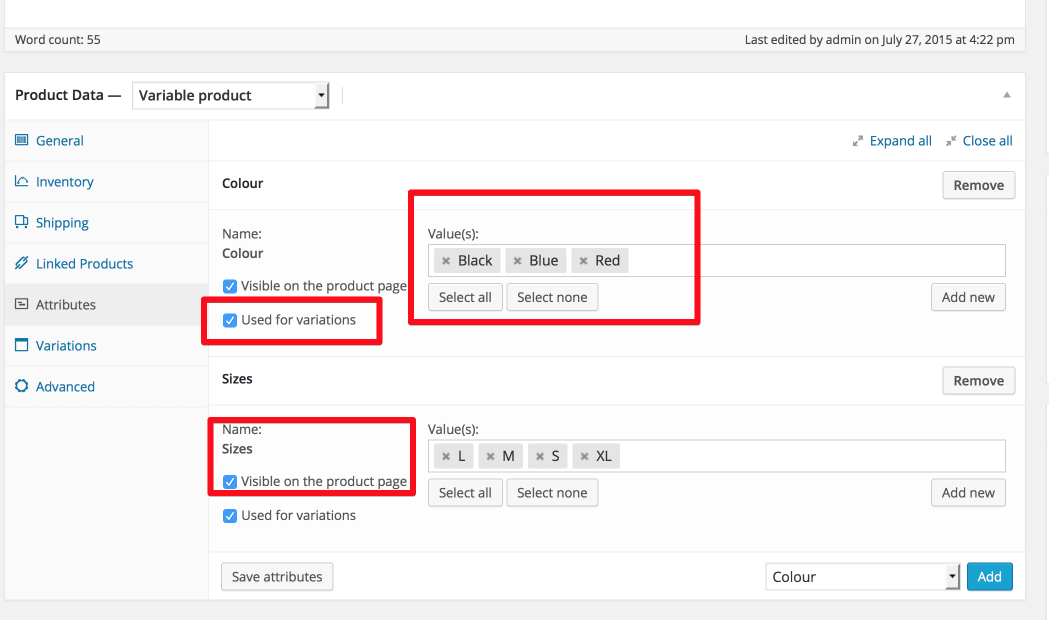 Word count: 55
Last edited by admin on July 27, 2015 at 4:22 pm
Product Data — Variable product
General
Inventory
Shipping
Linked Products
Attributes
Variations
Advanced
Expand all Close all
Colour
Remove
Name:
Colour
Visible on the product page
Used for variations
Value(s):
× Black × Blue × Red
Select all Select none Add new
Sizes
Remove
Name:
Sizes
Visible on the product page
Used for variations
Value(s):
× L × M × S × XL
Select all Select none Add new
Save attributes Colour Add